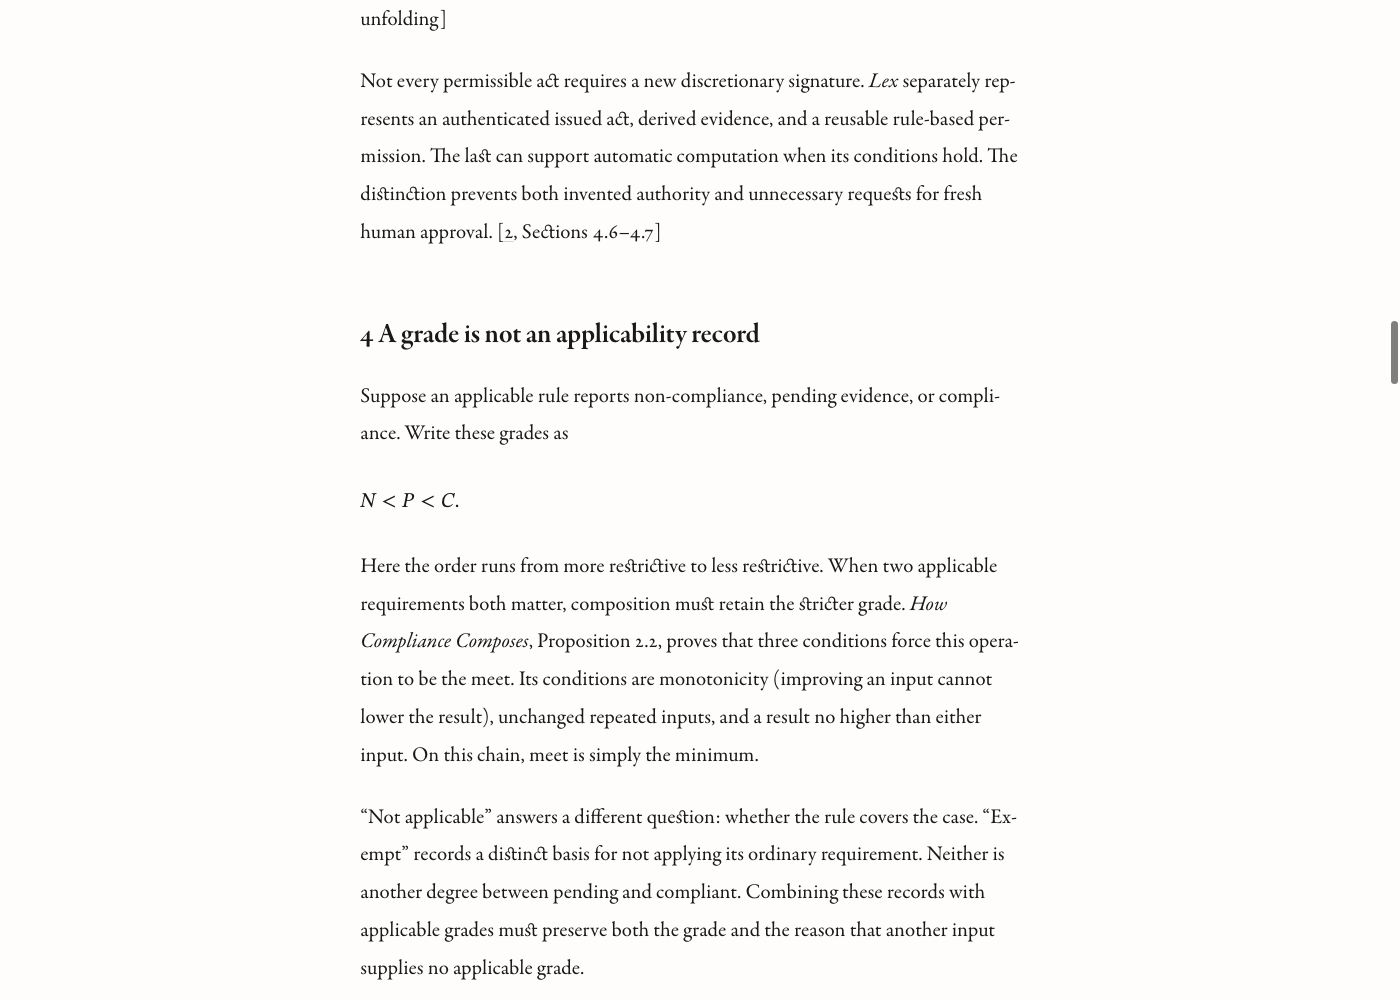 unfolding]
Not every permissible act requires a new discretionary signature. Lex separately rep-
resents an authenticated issued act, derived evidence, and a reusable rule-based per-
mission. The last can support automatic computation when its conditions hold. The
distinction prevents both invented authority and unnecessary requests for fresh
human approval. [2, Sections 4.6–4.7]
4 A grade is not an applicability record
Suppose an applicable rule reports non-compliance, pending evidence, or compli-
ance. Write these grades as
N < P < C.
Here the order runs from more restrictive to less restrictive. When two applicable
requirements both matter, composition must retain the stricter grade. How
Compliance Composes, Proposition 2.2, proves that three conditions force this opera-
tion to be the meet. Its conditions are monotonicity (improving an input cannot
lower the result), unchanged repeated inputs, and a result no higher than either
input. On this chain, meet is simply the minimum.
“Not applicable” answers a different question: whether the rule covers the case. “Ex-
empt” records a distinct basis for not applying its ordinary requirement. Neither is
another degree between pending and compliant. Combining these records with
applicable grades must preserve both the grade and the reason that another input
supplies no applicable grade.